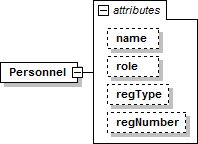 attributes
name
role
Personnel
regType
regNumber